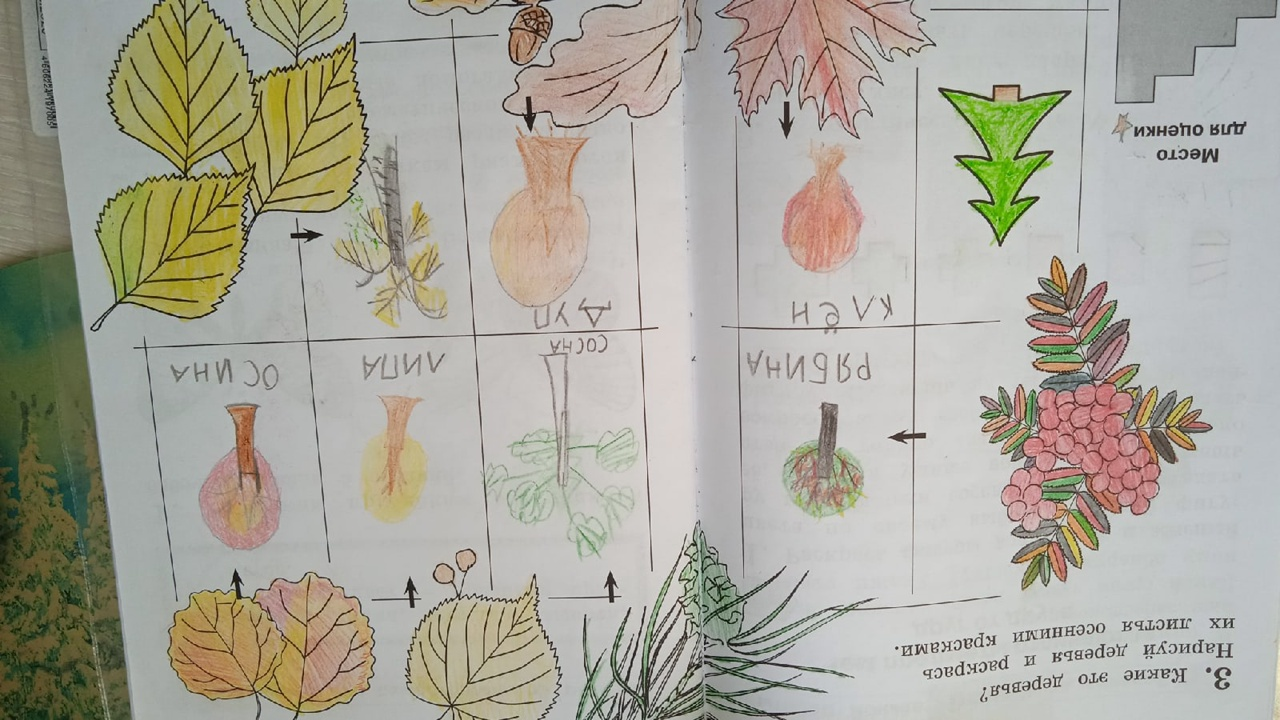 3. Какие это деревья?
Нарисуй деревья и раскрась
их листья осенними красками.
РЯБИНА
СОСНА
ЛИПА
ОСИНА
КЛЁН
ДУП
Место
для оценки